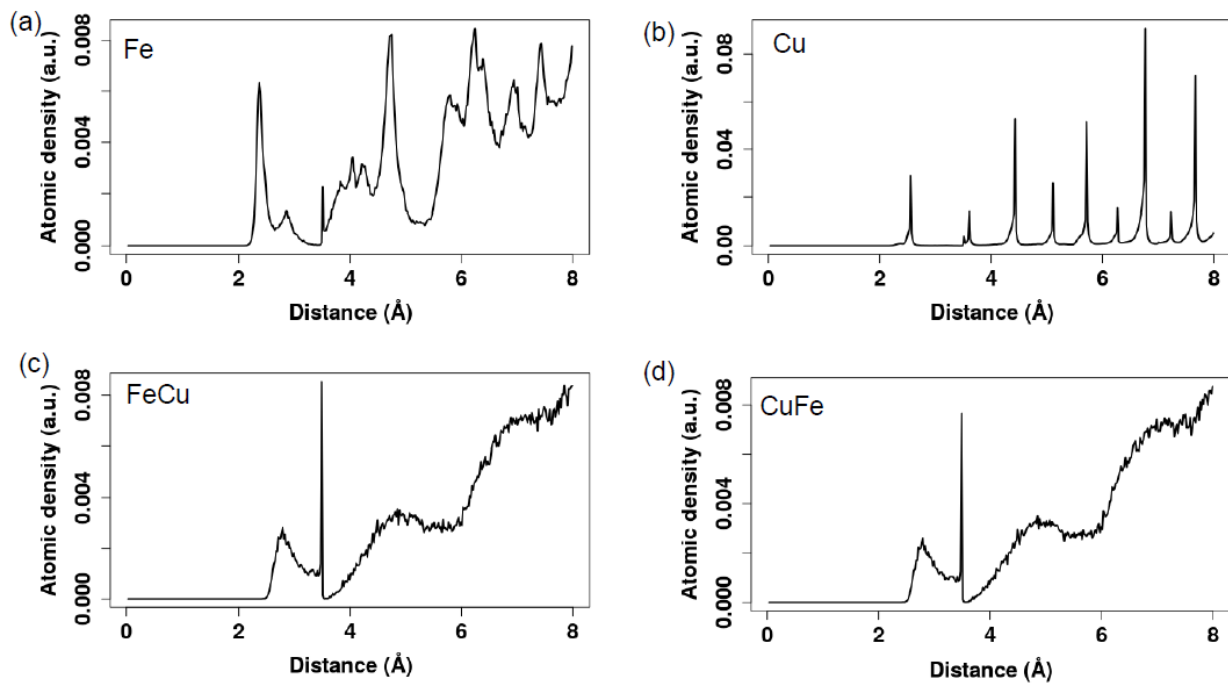 (a)
Fe
Atomic density (a.u.)
0.000 0.004 0.008
0 2 4 6 8
Distance (Å)
(b)
Cu
Atomic density (a.u.)
0.00 0.04 0.08
0 2 4 6 8
Distance (Å)
(c)
FeCu
Atomic density (a.u.)
0.000 0.004 0.008
0 2 4 6 8
Distance (Å)
(d)
CuFe
Atomic density (a.u.)
0.000 0.004 0.008
0 2 4 6 8
Distance (Å)